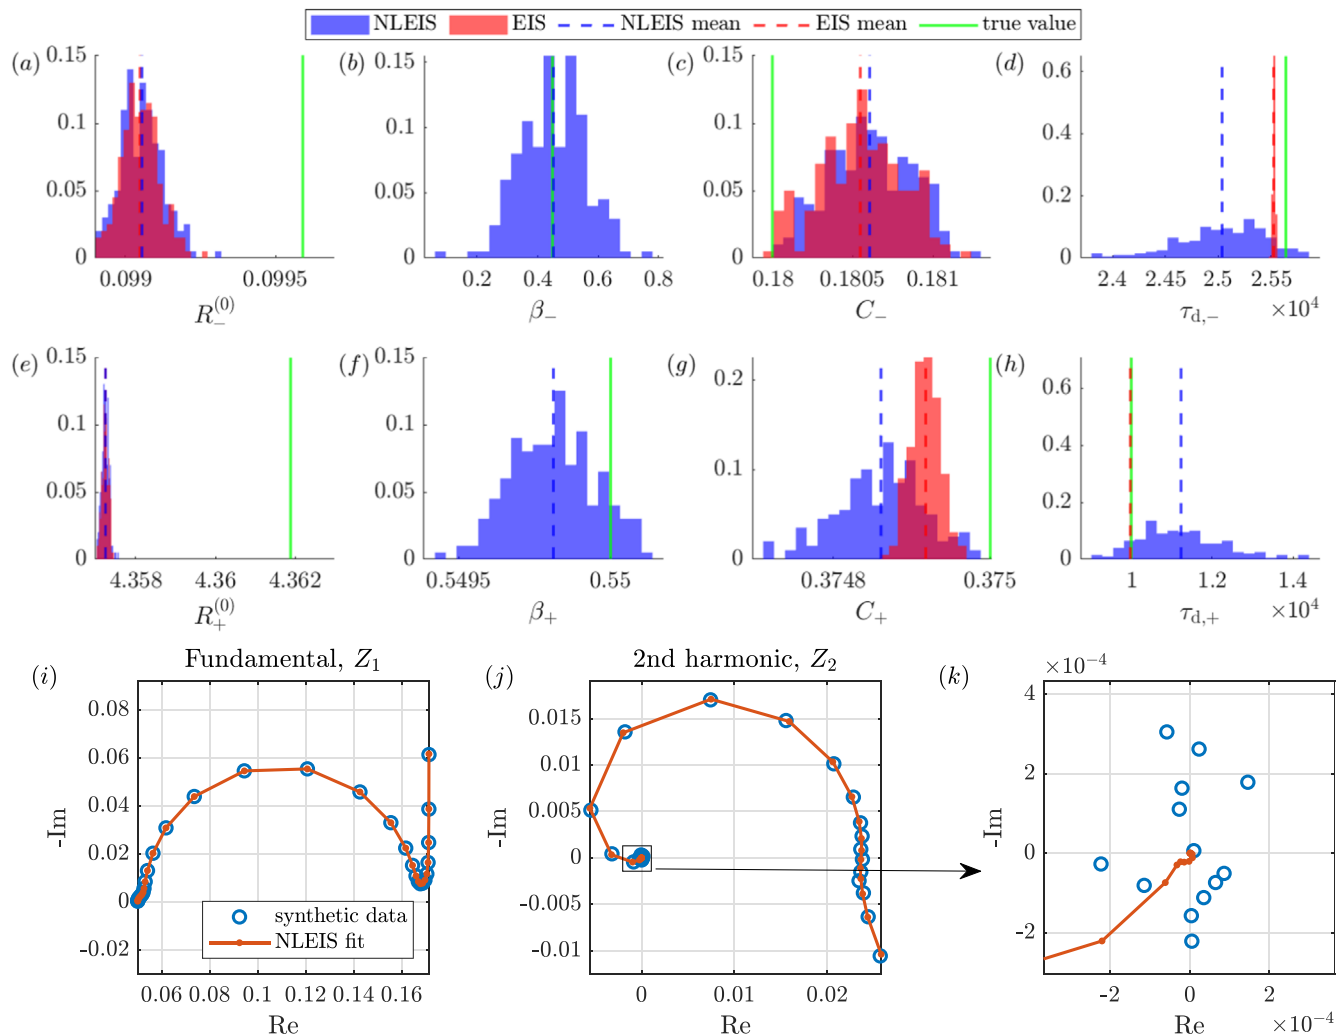 NLEIS EIS NLEIS mean EIS mean true value
(a) 0.15 0.1 0.05 0
0.099 0.0995
R_-^{(0)}
(b) 0.15 0.1 0.05 0
0.2 0.4 0.6 0.8
β_-
(c) 0.15 0.1 0.05 0
0.18 0.1805 0.181
C_-
(d) 0.6 0.4 0.2 0
2.4 2.45 2.5 2.55
τ_{d,-} ×10^4
(e) 0.15 0.1 0.05 0
4.358 4.36 4.362
R_+^{(0)}
(f) 0.15 0.1 0.05 0
0.5495 0.55
β_+
(g) 0.2 0.1 0
0.3748 0.375
C_+
(h) 0.6 0.4 0.2 0
1 1.2 1.4
τ_{d,+} ×10^4
(i) Fundamental, Z_1
-Im
0.08 0.06 0.04 0.02 0 -0.02
synthetic data
NLEIS fit
0.06 0.08 0.1 0.12 0.14 0.16
Re
(j) 2nd harmonic, Z_2
-Im
0.015 0.01 0.005 0 -0.005 -0.01
0 0.01 0.02
Re
(k) ×10^{-4}
-Im
4 2 0 -2
-2 0 2
Re ×10^{-4}